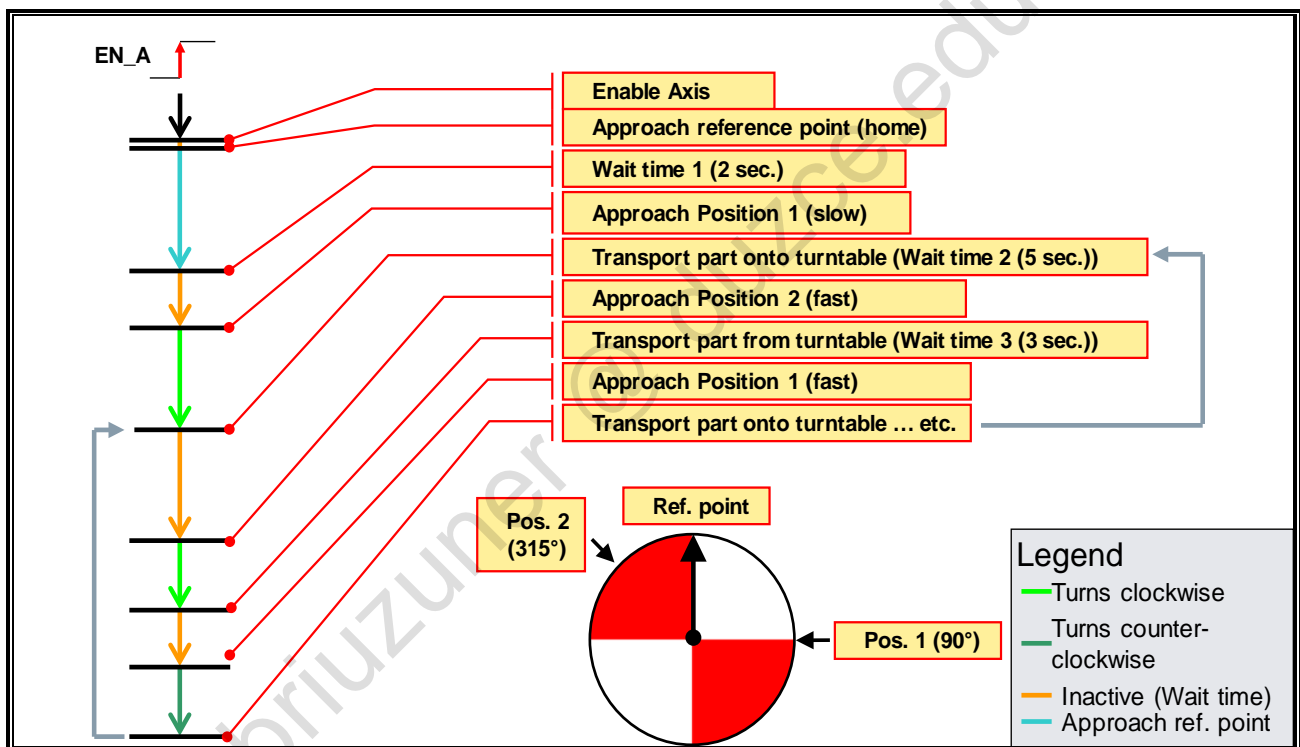 EN_A
Enable Axis
Approach reference point (home)
Wait time 1 (2 sec.)
Approach Position 1 (slow)
Transport part onto turntable (Wait time 2 (5 sec.))
Approach Position 2 (fast)
Transport part from turntable (Wait time 3 (3 sec.))
Approach Position 1 (fast)
Transport part onto turntable … etc.
Ref. point
Pos. 2
(315°)
Pos. 1 (90°)
Legend
Turns clockwise
Turns counter-
clockwise
Inactive (Wait time)
Approach ref. point
briuzuner @ duzce.edu